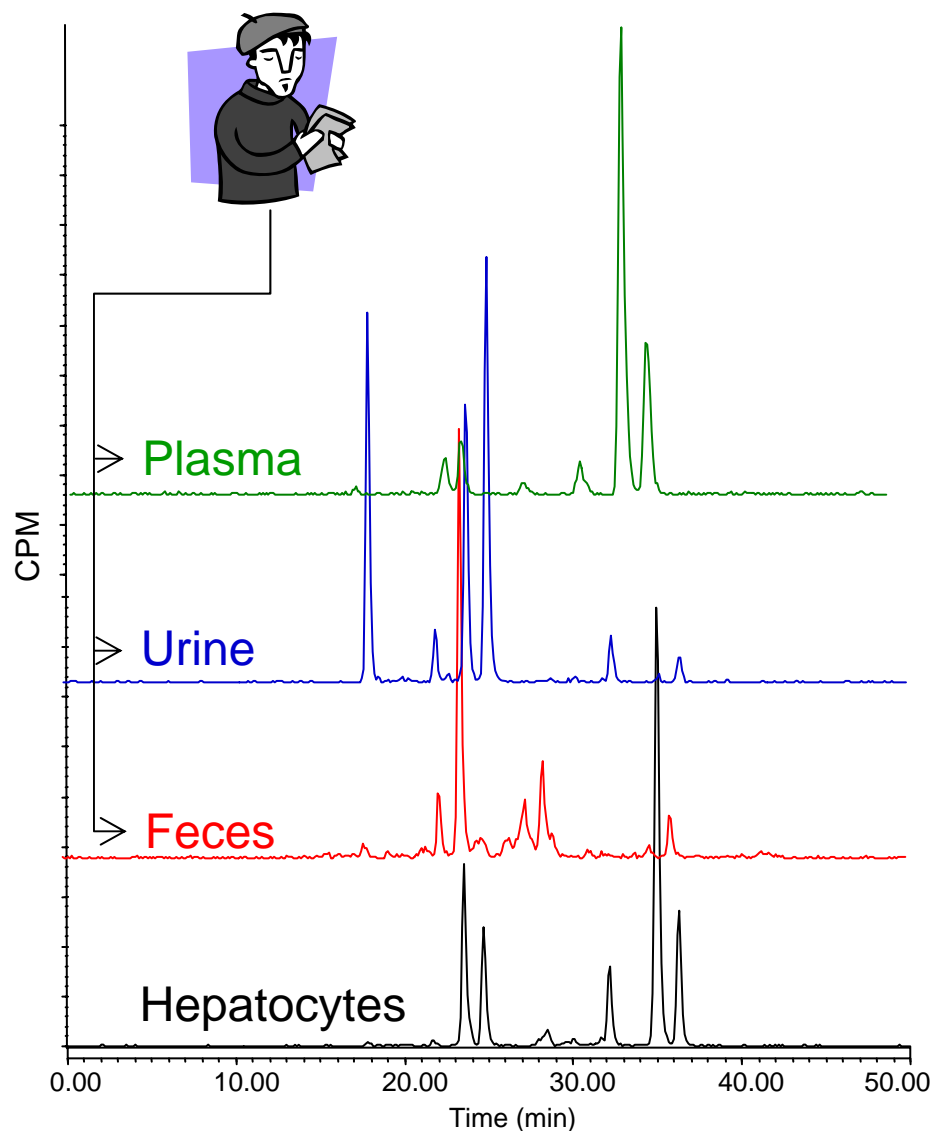 Plasma
CPM
Urine
Feces
Hepatocytes
0.00 10.00 20.00 30.00 40.00 50.00
Time (min)